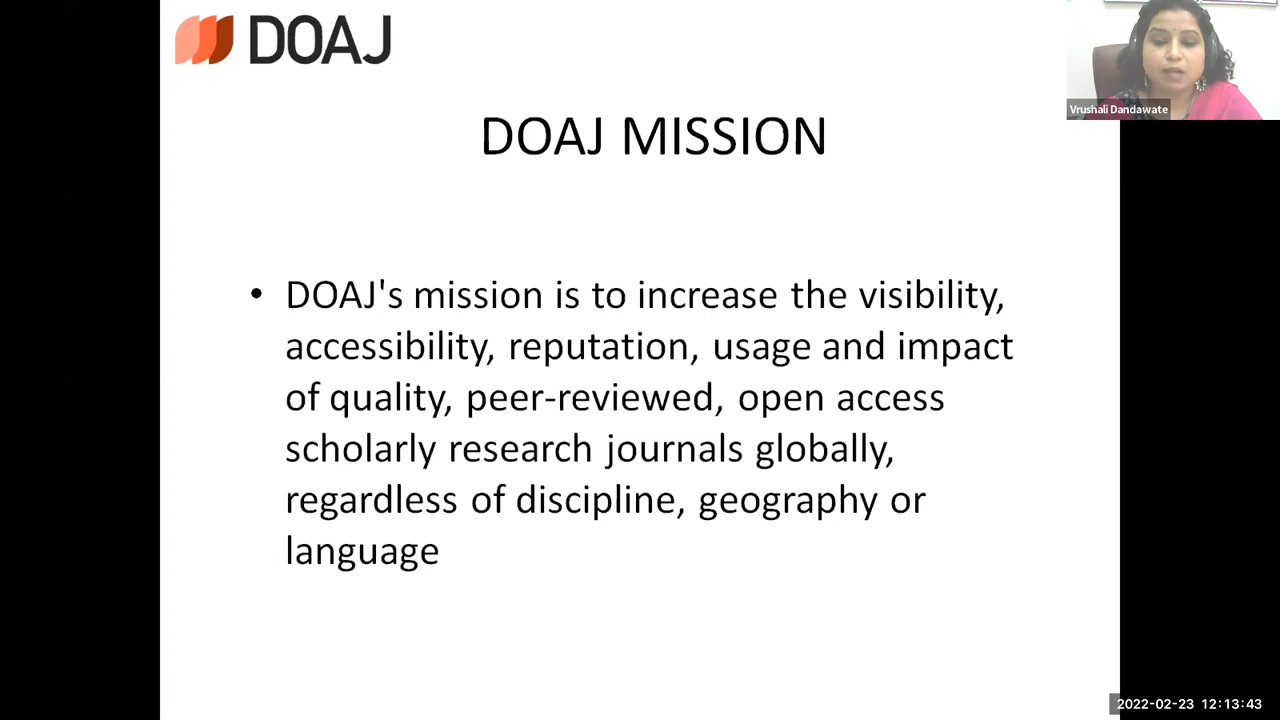 DOAJ
Vrushali Dandawate
DOAJ MISSION
• DOAJ's mission is to increase the visibility,
accessibility, reputation, usage and impact
of quality, peer-reviewed, open access
scholarly research journals globally,
regardless of discipline, geography or
language
2022-02-23 12:13:43